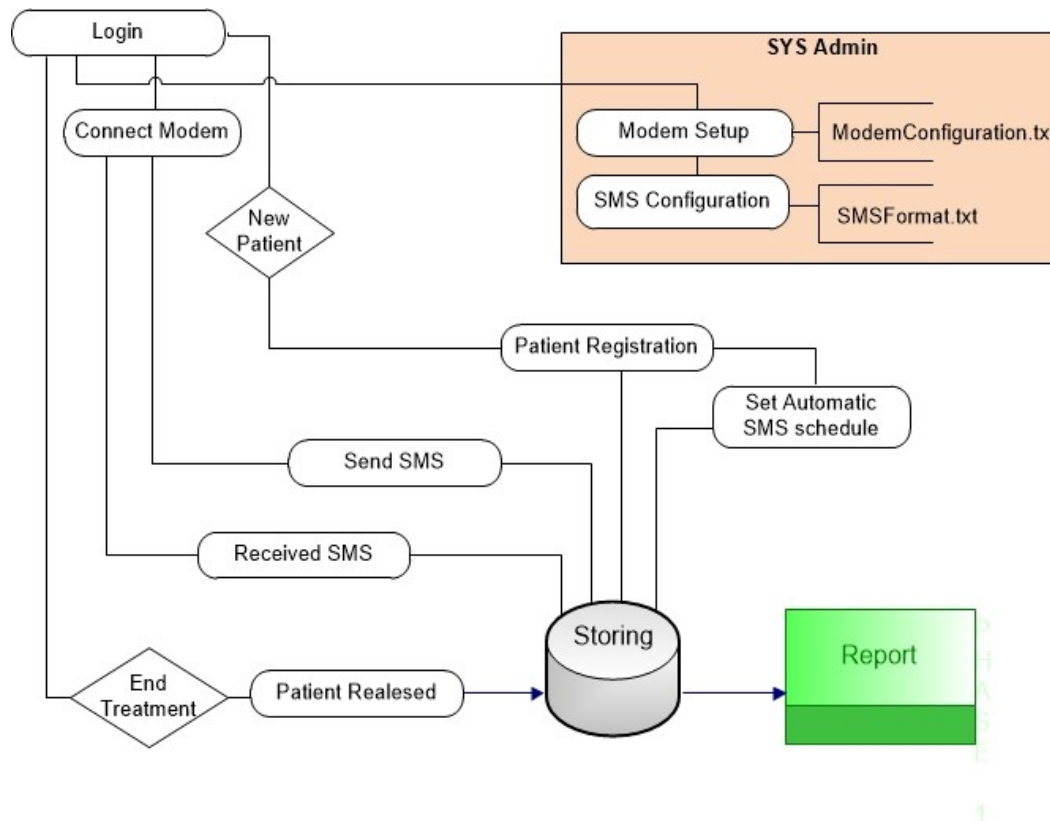 Login
SYS Admin
Connect Modem
Modem Setup
ModemConfiguration.tx
SMS Configuration
SMSFormat.txt
New
Patient
Patient Registration
Set Automatic
SMS schedule
Send SMS
Received SMS
Storing
Report
End
Treatment
Patient Realesed
PHASE 1